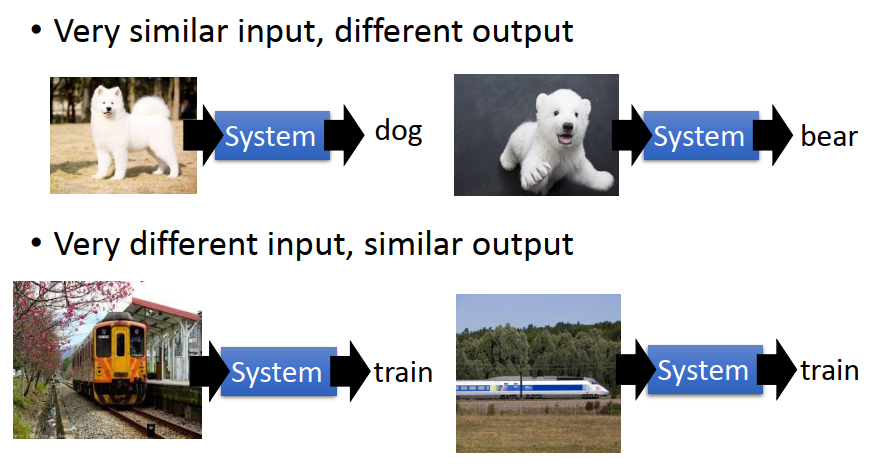 • Very similar input, different output
System
dog
System
bear
• Very different input, similar output
System
train
System
train